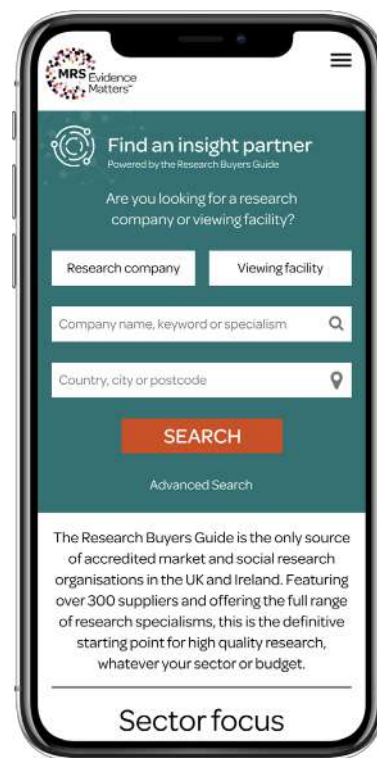 MRS Evidence
Matters™
Find an insight partner
Powered by the Research Buyers Guide
Are you looking for a research
company or viewing facility?
Research company
Viewing facility
Company name, keyword or specialism
Country, city or postcode
SEARCH
Advanced Search
The Research Buyers Guide is the only source
of accredited market and social research
organisations in the UK and Ireland. Featuring
over 300 suppliers and offering the full range
of research specialisms, this is the definitive
starting point for high quality research,
whatever your sector or budget.
Sector focus